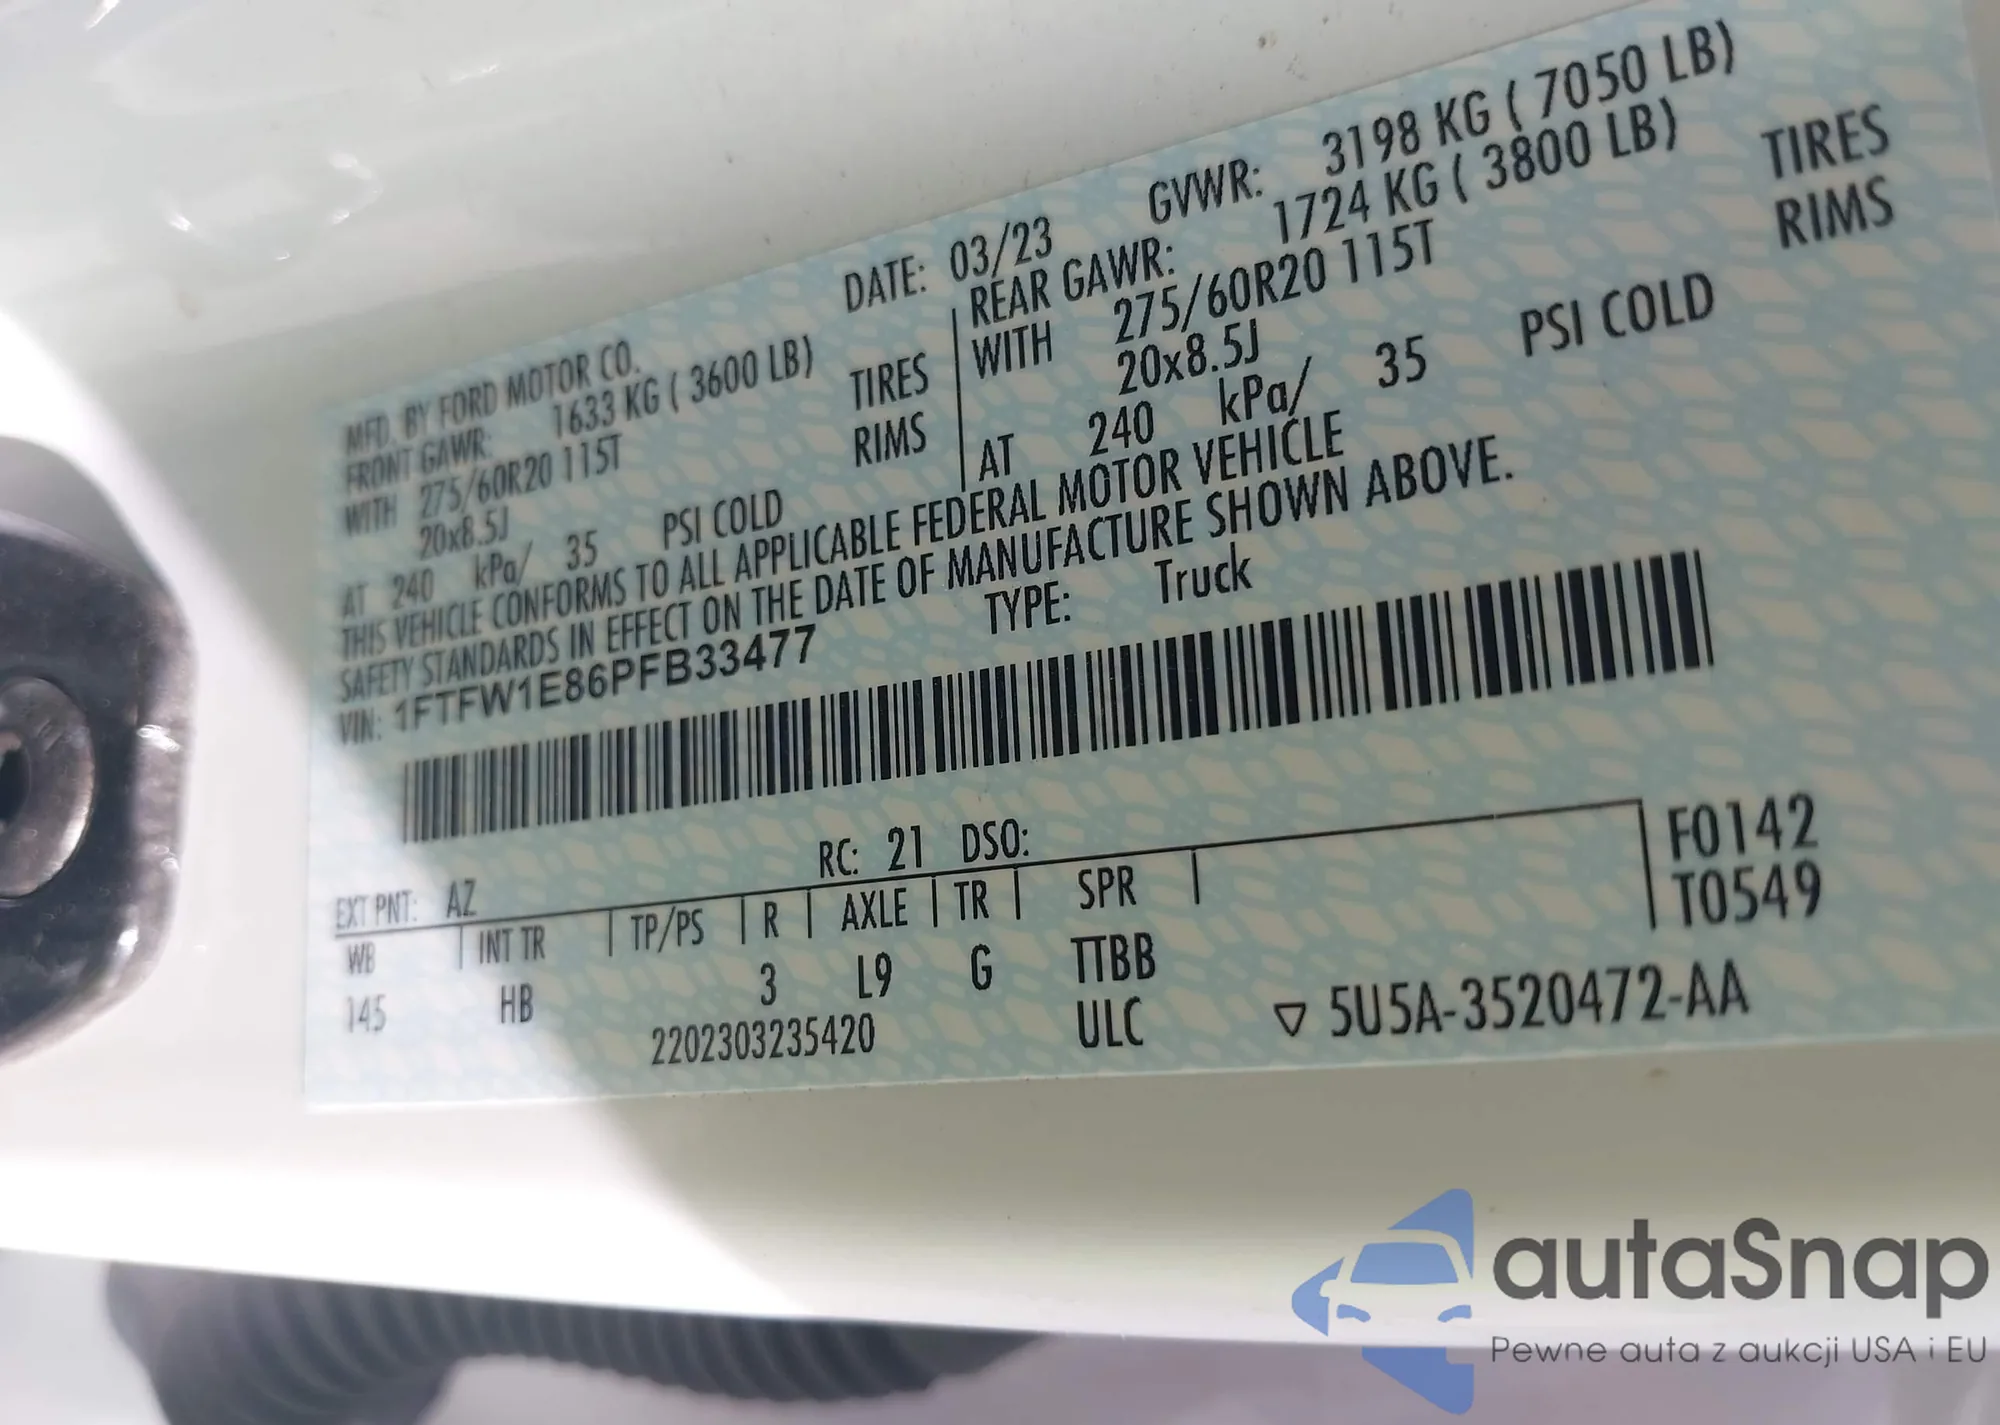 MFD. BY FORD MOTOR CO. DATE: 03/23 GVWR: 3198 KG ( 7050 LB)
FRONT GAWR: 1633 KG ( 3600 LB) REAR GAWR: 1724 KG ( 3800 LB)
WITH 275/60R20 115T TIRES WITH 275/60R20 115T TIRES
20x8.5J RIMS 20x8.5J RIMS
AT 240 kPa/ 35 PSI COLD AT 240 kPa/ 35 PSI COLD
THIS VEHICLE CONFORMS TO ALL APPLICABLE FEDERAL MOTOR VEHICLE
SAFETY STANDARDS IN EFFECT ON THE DATE OF MANUFACTURE SHOWN ABOVE.
VIN: 1FTFW1E86PFB33477 TYPE: Truck
EXT PNT: AZ RC: 21 DSO: F0142
WB INT TR TP/PS R AXLE TR SPR T0549
145 HB 3 L9 G TTBB
2202303235420 ULC ▽ 5U5A-3520472-AA
autaSnap
Pewne auta z aukcji USA i EU